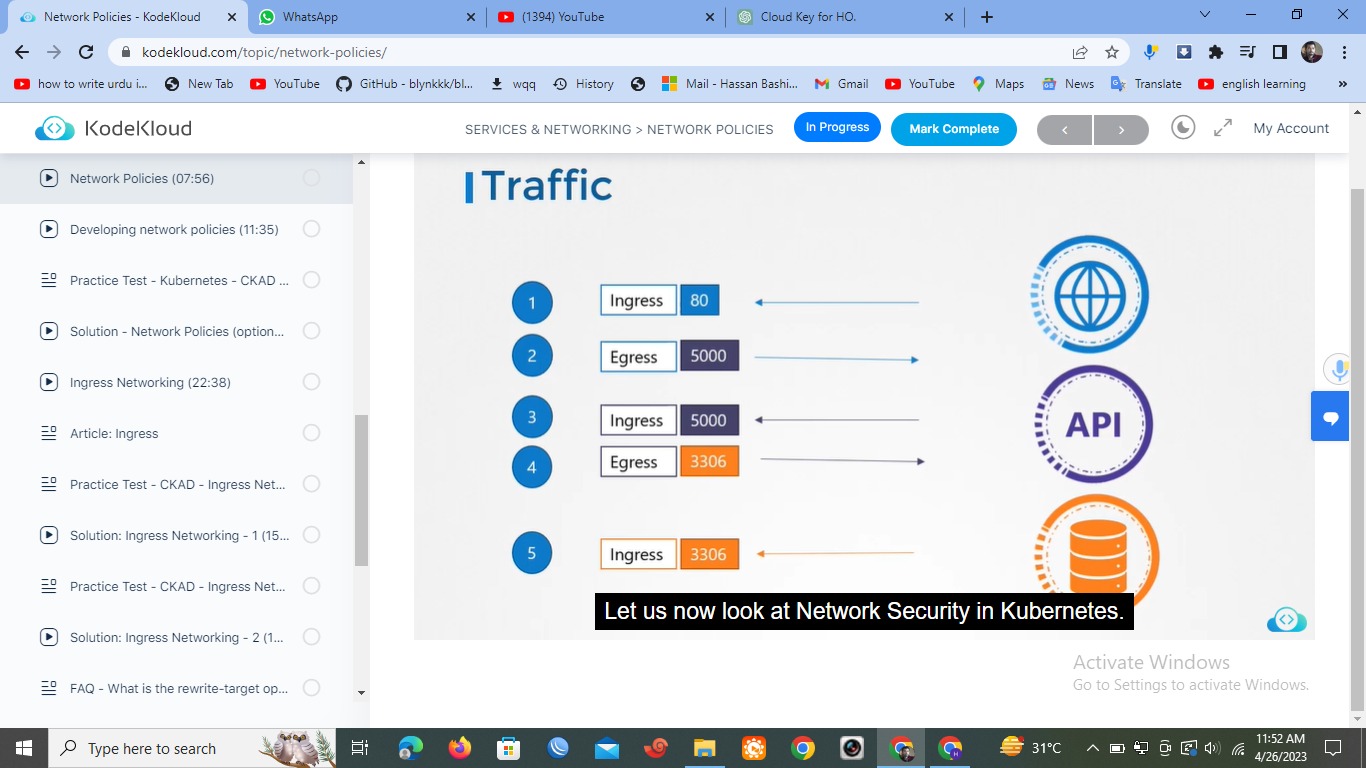 Network Policies - KodeKloud
WhatsApp
(1394) YouTube
Cloud Key for HO.
kodekloud.com/topic/network-policies/
how to write urdu i...
New Tab
YouTube
GitHub - blynkkk/bl...
wqq
History
Mail - Hassan Bashi...
Gmail
YouTube
Maps
News
Translate
english learning
»
KodeKloud
SERVICES & NETWORKING > NETWORK POLICIES
In Progress
Mark Complete
My Account
Network Policies (07:56)
Developing network policies (11:35)
Practice Test - Kubernetes - CKAD ...
Solution - Network Policies (option...
Ingress Networking (22:38)
Article: Ingress
Practice Test - CKAD - Ingress Net...
Solution: Ingress Networking - 1 (15...
Practice Test - CKAD - Ingress Net...
Solution: Ingress Networking - 2 (1...
FAQ - What is the rewrite-target op...
Traffic
1 Ingress 80
2 Egress 5000
3 Ingress 5000
4 Egress 3306
5 Ingress 3306
API
Let us now look at Network Security in Kubernetes.
Activate Windows
Go to Settings to activate Windows.
Type here to search
31°C
11:52 AM
4/26/2023